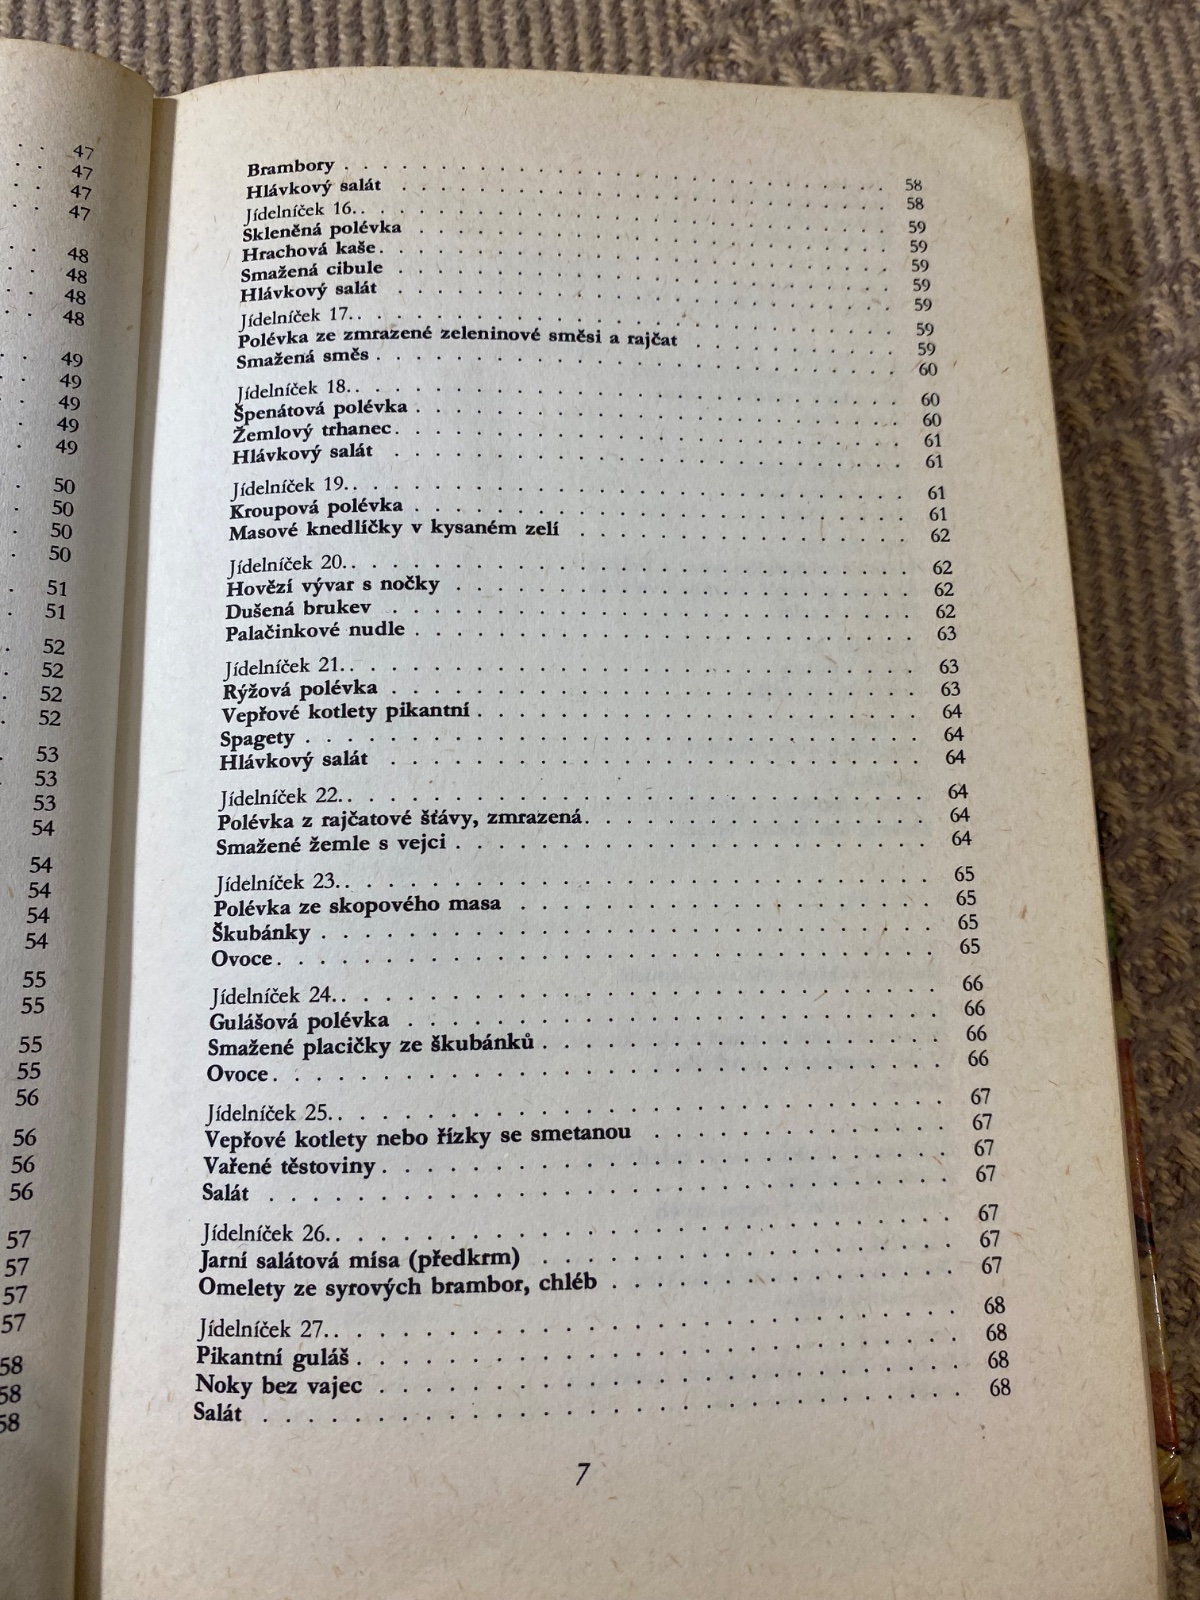 47
47
47
47
48
48
48
48
49
49
49
49
49
50
50
50
50
51
51
52
52
52
52
53
53
53
54
54
54
54
54
55
55
55
55
56
56
56
56
57
57
57
57
58
58
58
Brambory . . . . . 58
Hlávkový salát . . . . . 58
Jídelníček 16. . . . . . 59
Skleněná polévka . . . . . 59
Hrachová kaše . . . . . 59
Smažená cibule . . . . . 59
Hlávkový salát . . . . . 59
Jídelníček 17. . . . . . 59
Polévka ze zmrazené zeleninové směsi a rajčat . . . . . 59
Smažená směs . . . . . 60
Jídelníček 18. . . . . . 60
Špenátová polévka . . . . . 60
Žemlový trhanec . . . . . 61
Hlávkový salát . . . . . 61
Jídelníček 19. . . . . . 61
Kroupová polévka . . . . . 61
Masové knedlíčky v kysaném zelí . . . . . 62
Jídelníček 20. . . . . . 62
Hovězí vývar s nočky . . . . . 62
Dušená brukev . . . . . 62
Palačinkové nudle . . . . . 63
Jídelníček 21. . . . . . 63
Rýžová polévka . . . . . 63
Vepřové kotlety pikantní . . . . . 64
Spagety . . . . . 64
Hlávkový salát . . . . . 64
Jídelníček 22. . . . . . 64
Polévka z rajčatové šťávy, zmrazená . . . . . 64
Smažené žemle s vejci . . . . . 64
Jídelníček 23. . . . . . 65
Polévka ze skopového masa . . . . . 65
Škubánky . . . . . 65
Ovoce . . . . . 65
Jídelníček 24. . . . . . 66
Gulášová polévka . . . . . 66
Smažené placičky ze škubánků . . . . . 66
Ovoce . . . . . 66
Jídelníček 25. . . . . . 67
Vepřové kotlety nebo řízky se smetanou . . . . . 67
Vařené těstoviny . . . . . 67
Salát . . . . . 67
Jídelníček 26. . . . . . 67
Jarní salátová mísa (předkrm) . . . . . 67
Omelety ze syrových brambor, chléb . . . . . 67
Jídelníček 27. . . . . . 68
Pikantní guláš . . . . . 68
Noky bez vajec . . . . . 68
Salát . . . . . 68
7